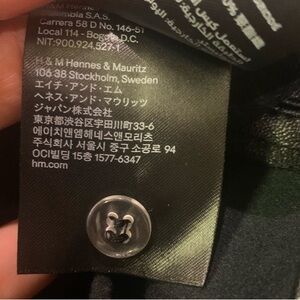 H&M Hennes
Colombia S.A.S.
Carrera 58 D No. 146-51
Local 114 - Bogotá D.C.
NIT:900.924.527-1
H & M Hennes & Mauritz
106 38 Stockholm, Sweden
エイチ・アンド・エム
ヘネス・アンド・マウリッツ
ジャパン株式会社
東京都渋谷区宇田川町33-6
에이치앤엠헤네스앤모리츠
주식회사 서울시 중구 소공로 94
OCI빌딩 15층 1577-6347
hm.com